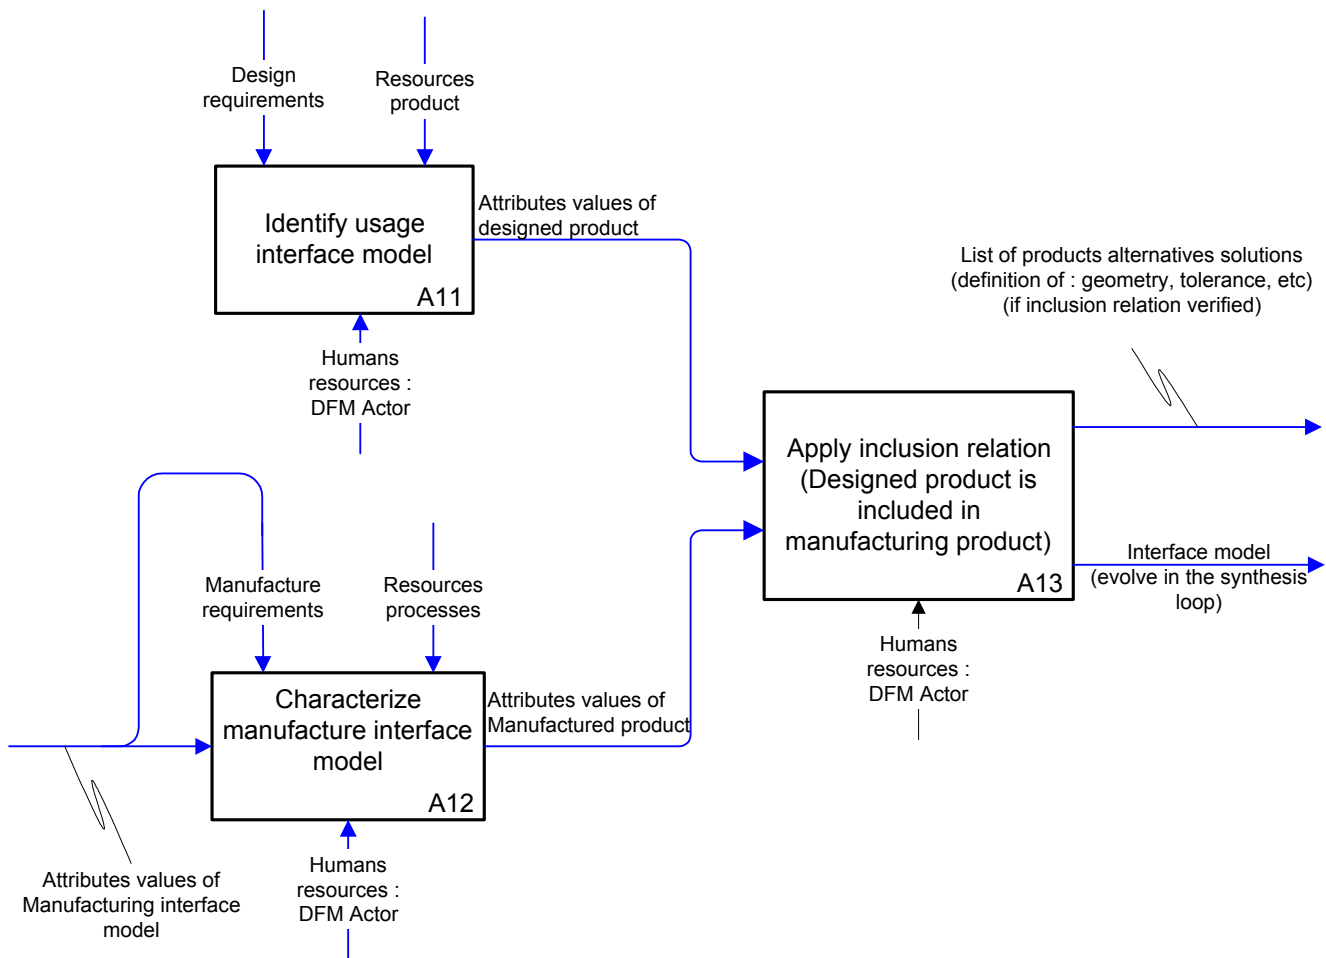 Design
requirements
Resources
product
Identify usage
interface model
A11
Attributes values of
designed product
Humans
resources :
DFM Actor
List of products alternatives solutions
(definition of : geometry, tolerance, etc)
(if inclusion relation verified)
Apply inclusion relation
(Designed product is
included in
manufacturing product)
A13
Interface model
(evolve in the synthesis
loop)
Humans
resources :
DFM Actor
Manufacture
requirements
Resources
processes
Characterize
manufacture interface
model
A12
Attributes values of
Manufactured product
Humans
resources :
DFM Actor
Attributes values of
Manufacturing interface
model